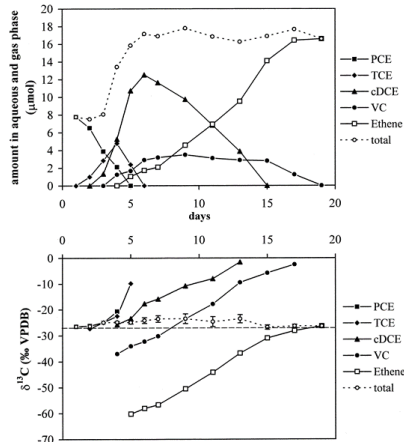 amount in aqueous and gas phase
(μmol)
20
18
16
14
12
10
8
6
4
2
0
0
5
10
15
20
days
PCE
TCE
cDCE
VC
Ethene
total
0
5
10
15
20
δ¹³C (‰ VPDB)
0
-10
-20
-30
-40
-50
-60
-70
PCE
TCE
cDCE
VC
Ethene
total